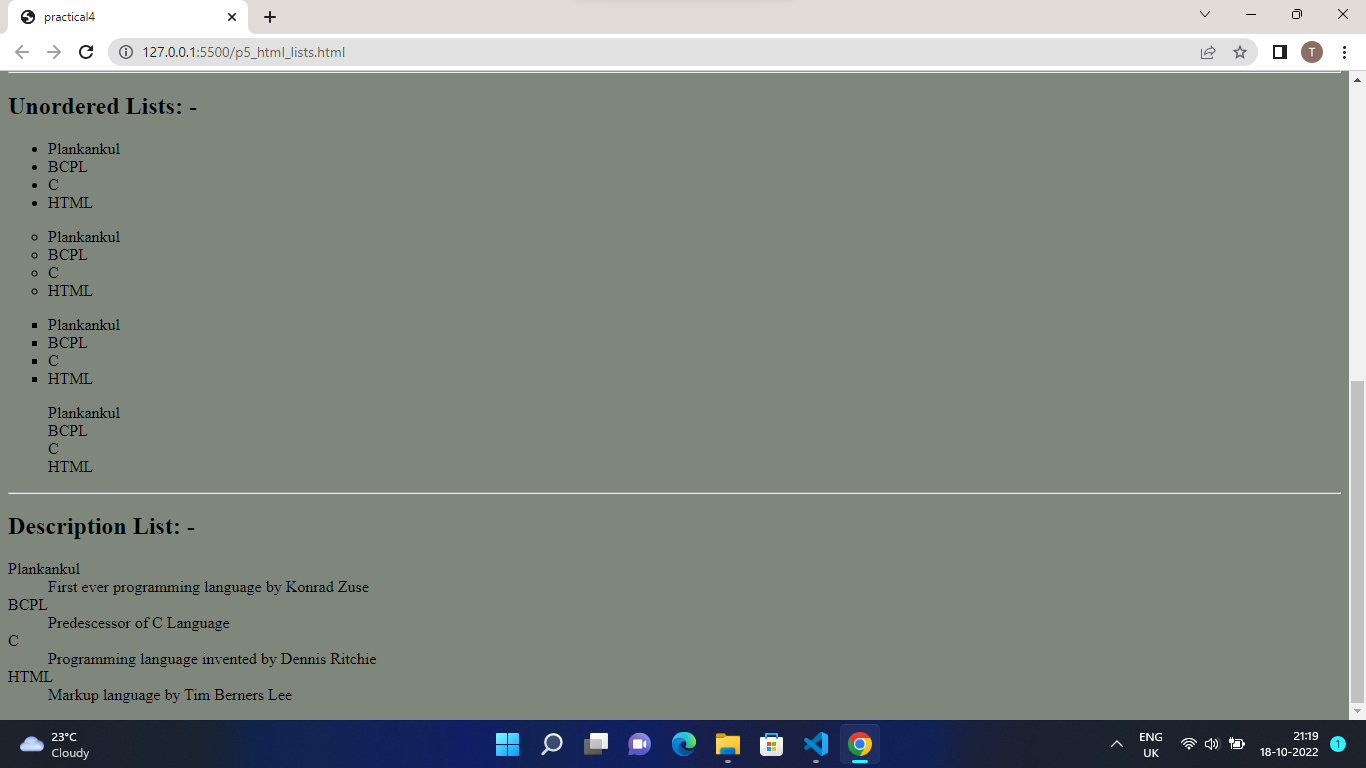 practical4
127.0.0.1:5500/p5_html_lists.html
T
Unordered Lists: -
Plankankul
BCPL
C
HTML
Plankankul
BCPL
C
HTML
Plankankul
BCPL
C
HTML
Plankankul
BCPL
C
HTML
Description List: -
Plankankul
First ever programming language by Konrad Zuse
BCPL
Predescessor of C Language
C
Programming language invented by Dennis Ritchie
HTML
Markup language by Tim Berners Lee
23°C
Cloudy
ENG
UK
21:19
18-10-2022
1